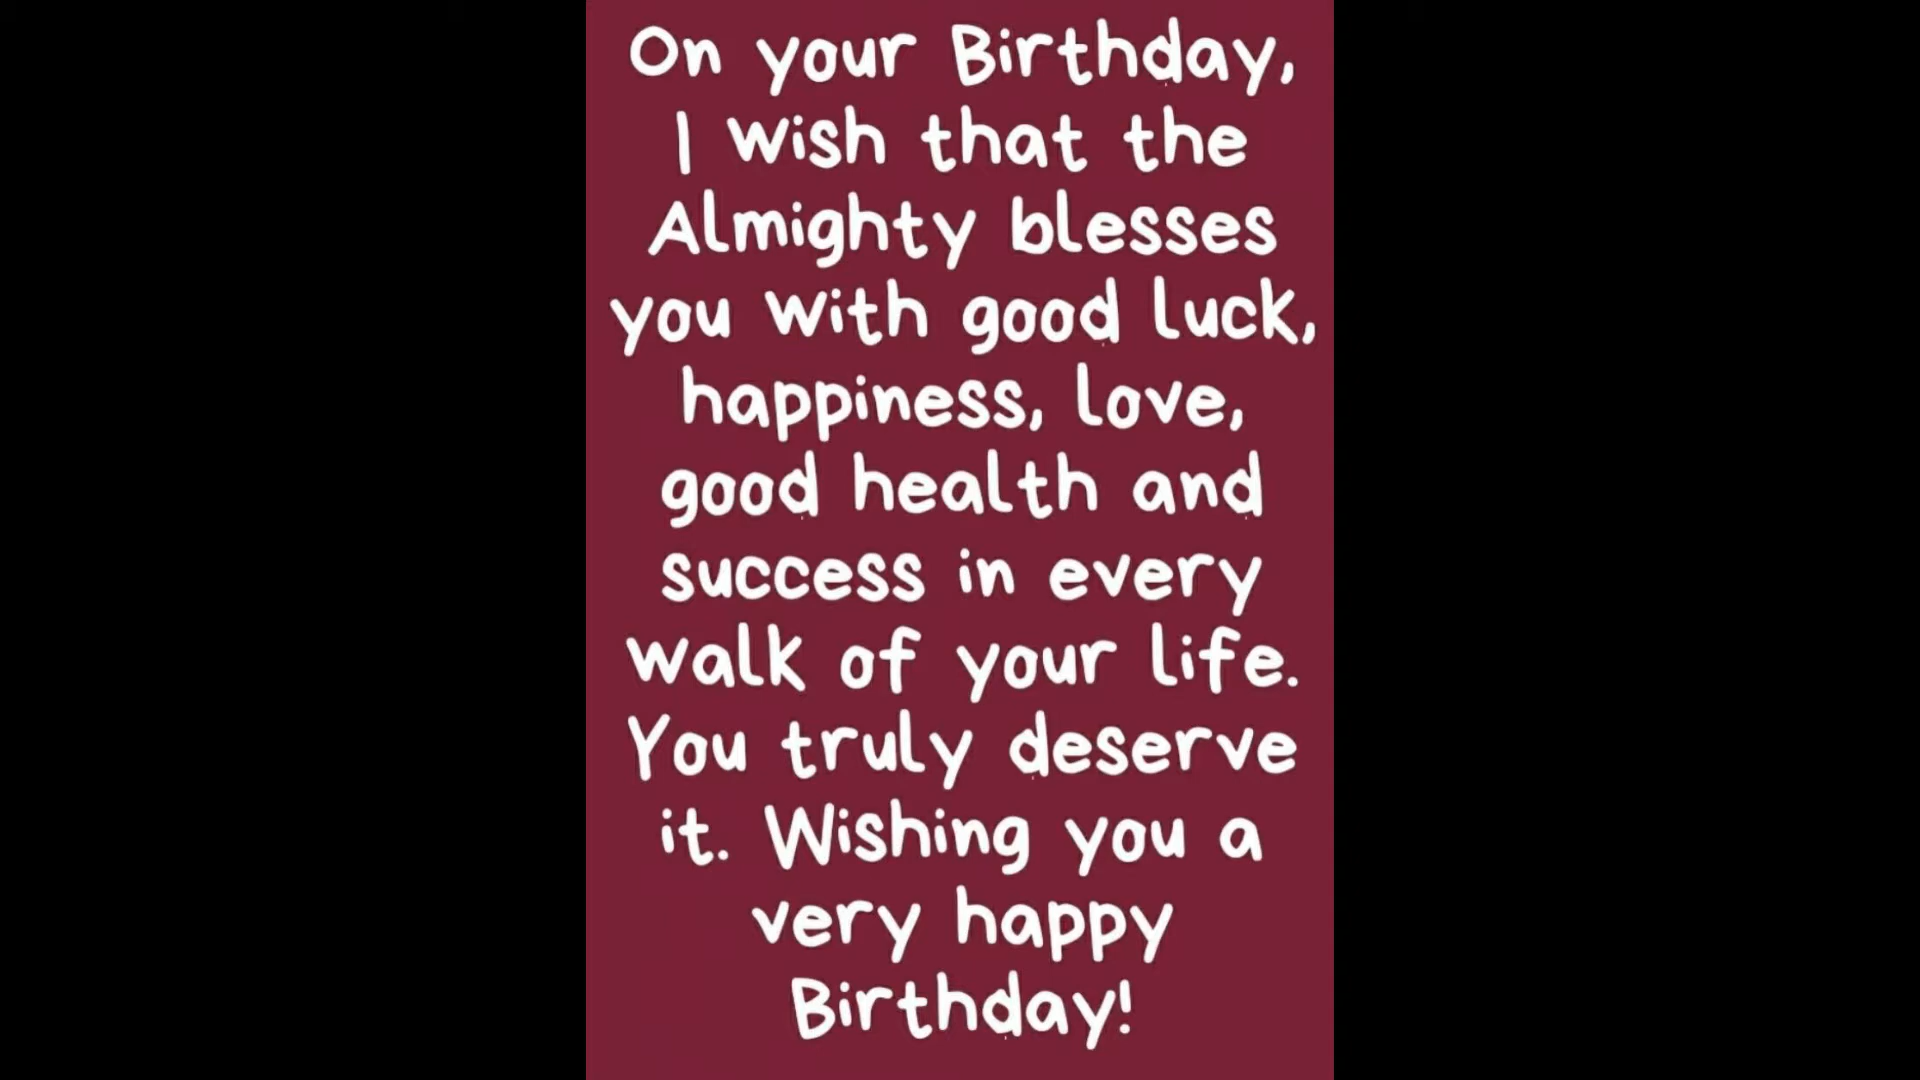 On your Birthday,
I wish that the
Almighty blesses
you with good luck,
happiness, love,
good health and
success in every
walk of your life.
You truly deserve
it. Wishing you a
very happy
Birthday!